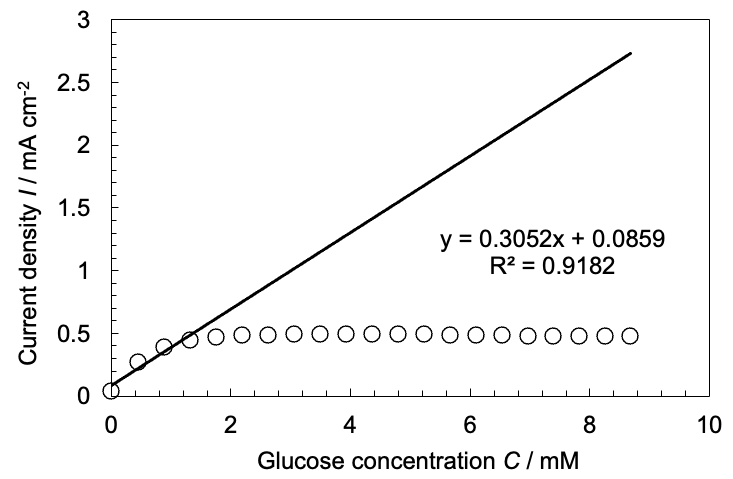 3
2.5
2
1.5
1
0.5
0
Current density I / mA cm⁻²
y = 0.3052x + 0.0859
R² = 0.9182
0 2 4 6 8 10
Glucose concentration C / mM